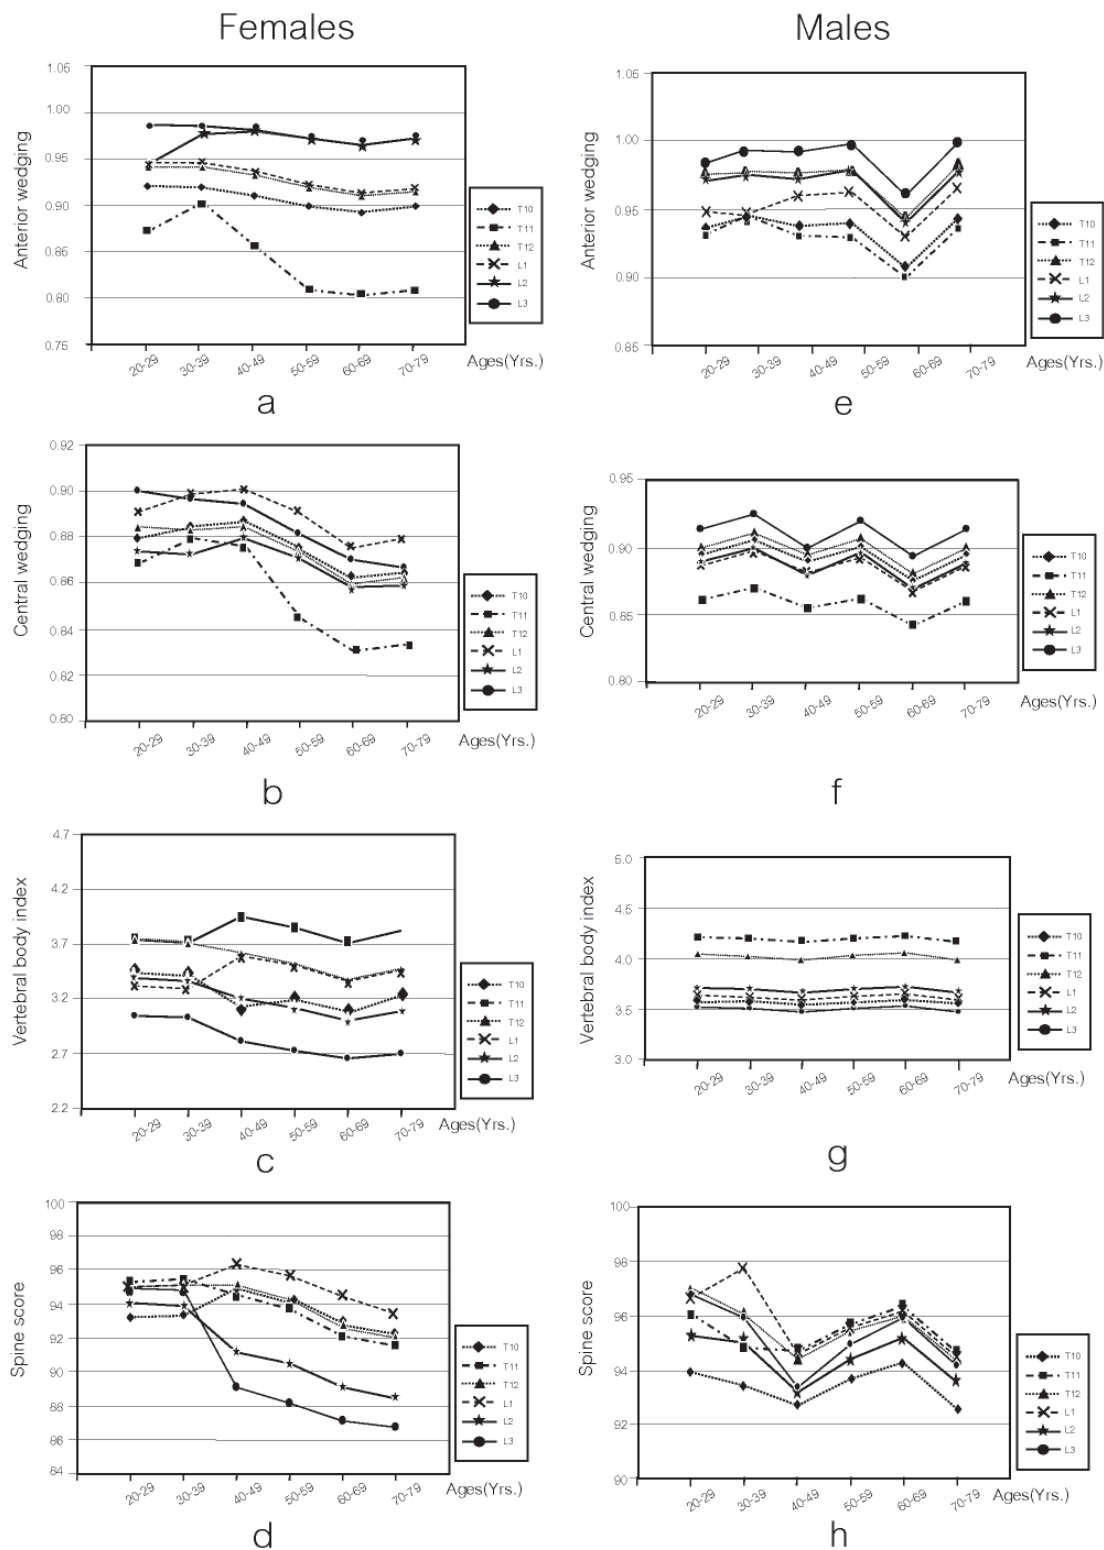 Females
Males
1.05
1.00
0.95
0.90
0.85
0.80
0.75
Anterior wedging
20-29
30-39
40-49
50-59
60-69
70-79
Ages(Yrs.)
T10
T11
T12
L1
L2
L3
a
1.05
1.00
0.95
0.90
0.85
Anterior wedging
20-29
30-39
40-49
50-59
60-69
70-79
Ages(Yrs.)
T10
T11
T12
L1
L2
L3
e
0.92
0.90
0.88
0.86
0.84
0.82
0.80
Central wedging
20-29
30-39
40-49
50-59
60-69
70-79
Ages(Yrs.)
T10
T11
T12
L1
L2
L3
b
0.95
0.90
0.85
0.80
Central wedging
20-29
30-39
40-49
50-59
60-69
70-79
Ages(Yrs.)
T10
T11
T12
L1
L2
L3
f
4.7
4.2
3.7
3.2
2.7
2.2
Vertebral body index
20-29
30-39
40-49
50-59
60-69
70-79
Ages(Yrs.)
T10
T11
T12
L1
L2
L3
c
5.0
4.5
4.0
3.5
3.0
Vertebral body index
20-29
30-39
40-49
50-59
60-69
70-79
Ages(Yrs.)
T10
T11
T12
L1
L2
L3
g
100
98
96
94
92
90
88
86
84
Spine score
20-29
30-39
40-49
50-59
60-69
70-79
Ages(Yrs.)
T10
T11
T12
L1
L2
L3
d
100
98
96
94
92
90
Spine score
20-29
30-39
40-49
50-59
60-69
70-79
Ages(Yrs.)
T10
T11
T12
L1
L2
L3
h